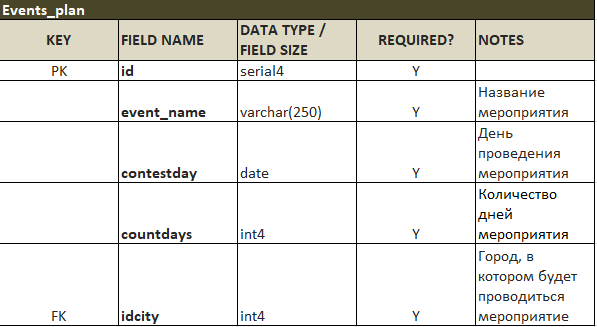 Events_plan
KEY FIELD NAME DATA TYPE / FIELD SIZE REQUIRED? NOTES
PK id serial4 Y
event_name varchar(250) Y Название мероприятия
contestday date Y День проведения мероприятия
countdays int4 Y Количество дней мероприятия
FK idcity int4 Y Город, в котором будет проводиться мероприятие